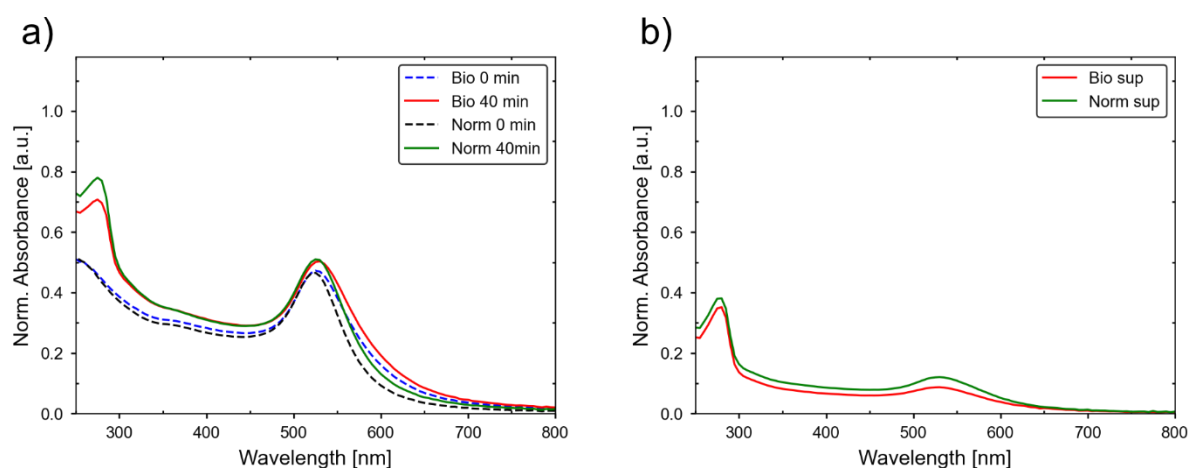 a)
Norm. Absorbance [a.u.]
1.0
0.8
0.6
0.4
0.2
0.0
300
400
500
600
700
800
Wavelength [nm]
Bio 0 min
Bio 40 min
Norm 0 min
Norm 40min
b)
Norm. Absorbance [a.u.]
1.0
0.8
0.6
0.4
0.2
0.0
300
400
500
600
700
800
Wavelength [nm]
Bio sup
Norm sup